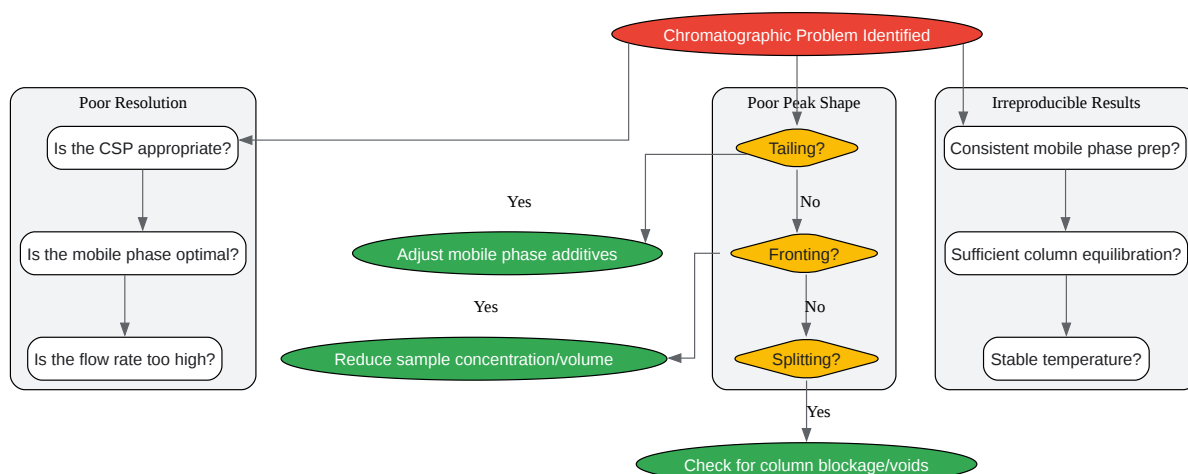 Chromatographic Problem Identified
Poor Resolution
Is the CSP appropriate?
Is the mobile phase optimal?
Is the flow rate too high?
Poor Peak Shape
Tailing?
Yes
No
Adjust mobile phase additives
Fronting?
Yes
No
Reduce sample concentration/volume
Splitting?
Yes
Check for column blockage/voids
Irreproducible Results
Consistent mobile phase prep?
Sufficient column equilibration?
Stable temperature?